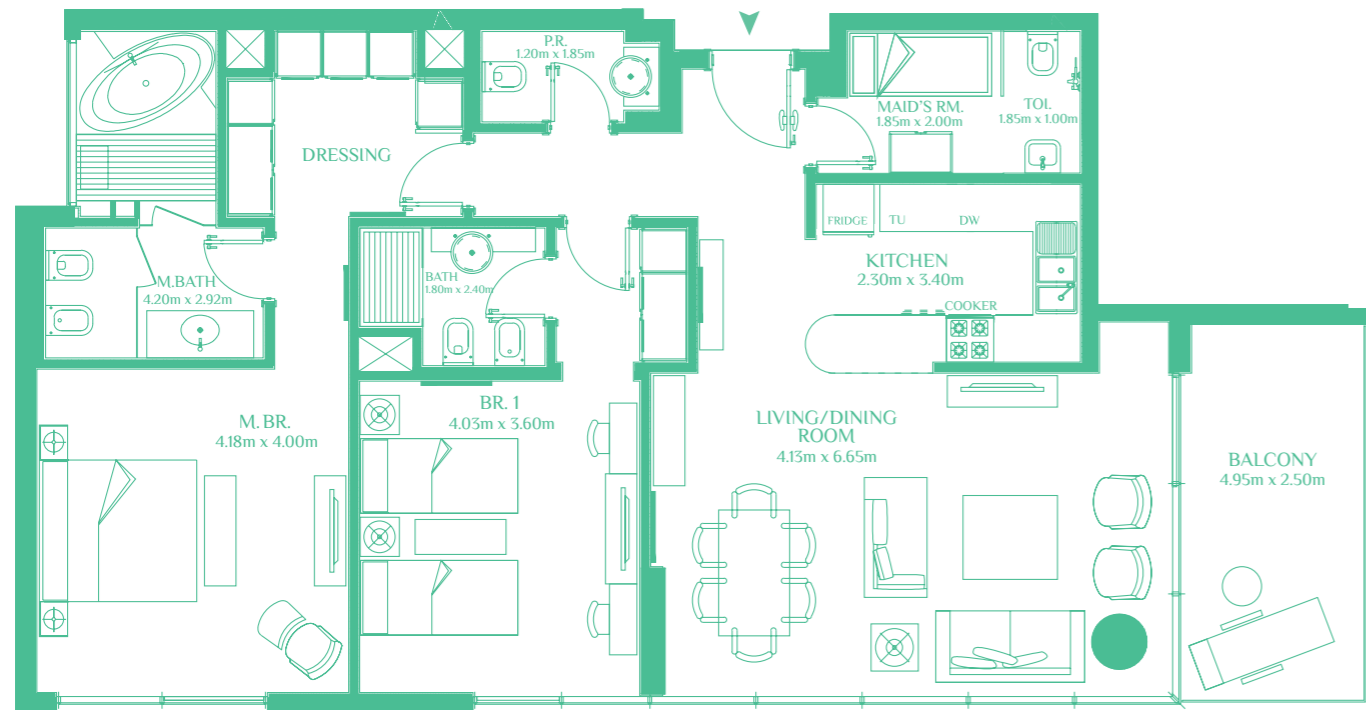 P.R.
1.20m x 1.85m
MAID'S RM.
1.85m x 2.00m
TOI.
1.85m x 1.00m
DRESSING
FRIDGE
TU
DW
KITCHEN
2.30m x 3.40m
COOKER
M.BATH
4.20m x 2.92m
BATH
1.80m x 2.40m
M. BR.
4.18m x 4.00m
BR. 1
4.03m x 3.60m
LIVING/DINING
ROOM
4.13m x 6.65m
BALCONY
4.95m x 2.50m